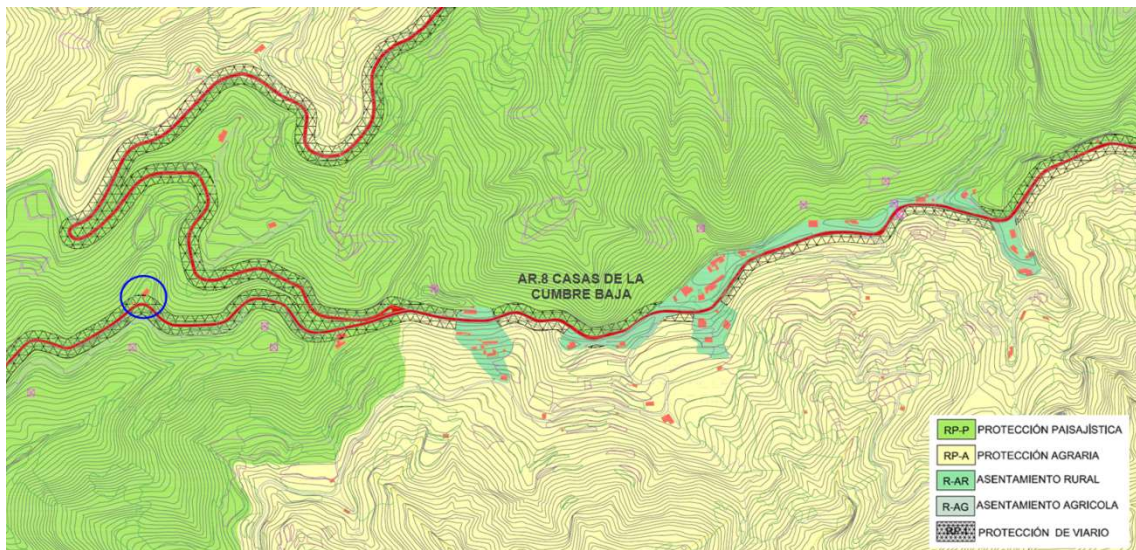 AR.8 CASAS DE LA
CUMBRE BAJA
RP-P PROTECCIÓN PAISAJÍSTICA
RP-A PROTECCIÓN AGRARIA
R-AR ASENTAMIENTO RURAL
R-AG ASENTAMIENTO AGRICOLA
PROTECCIÓN DE VIARIO